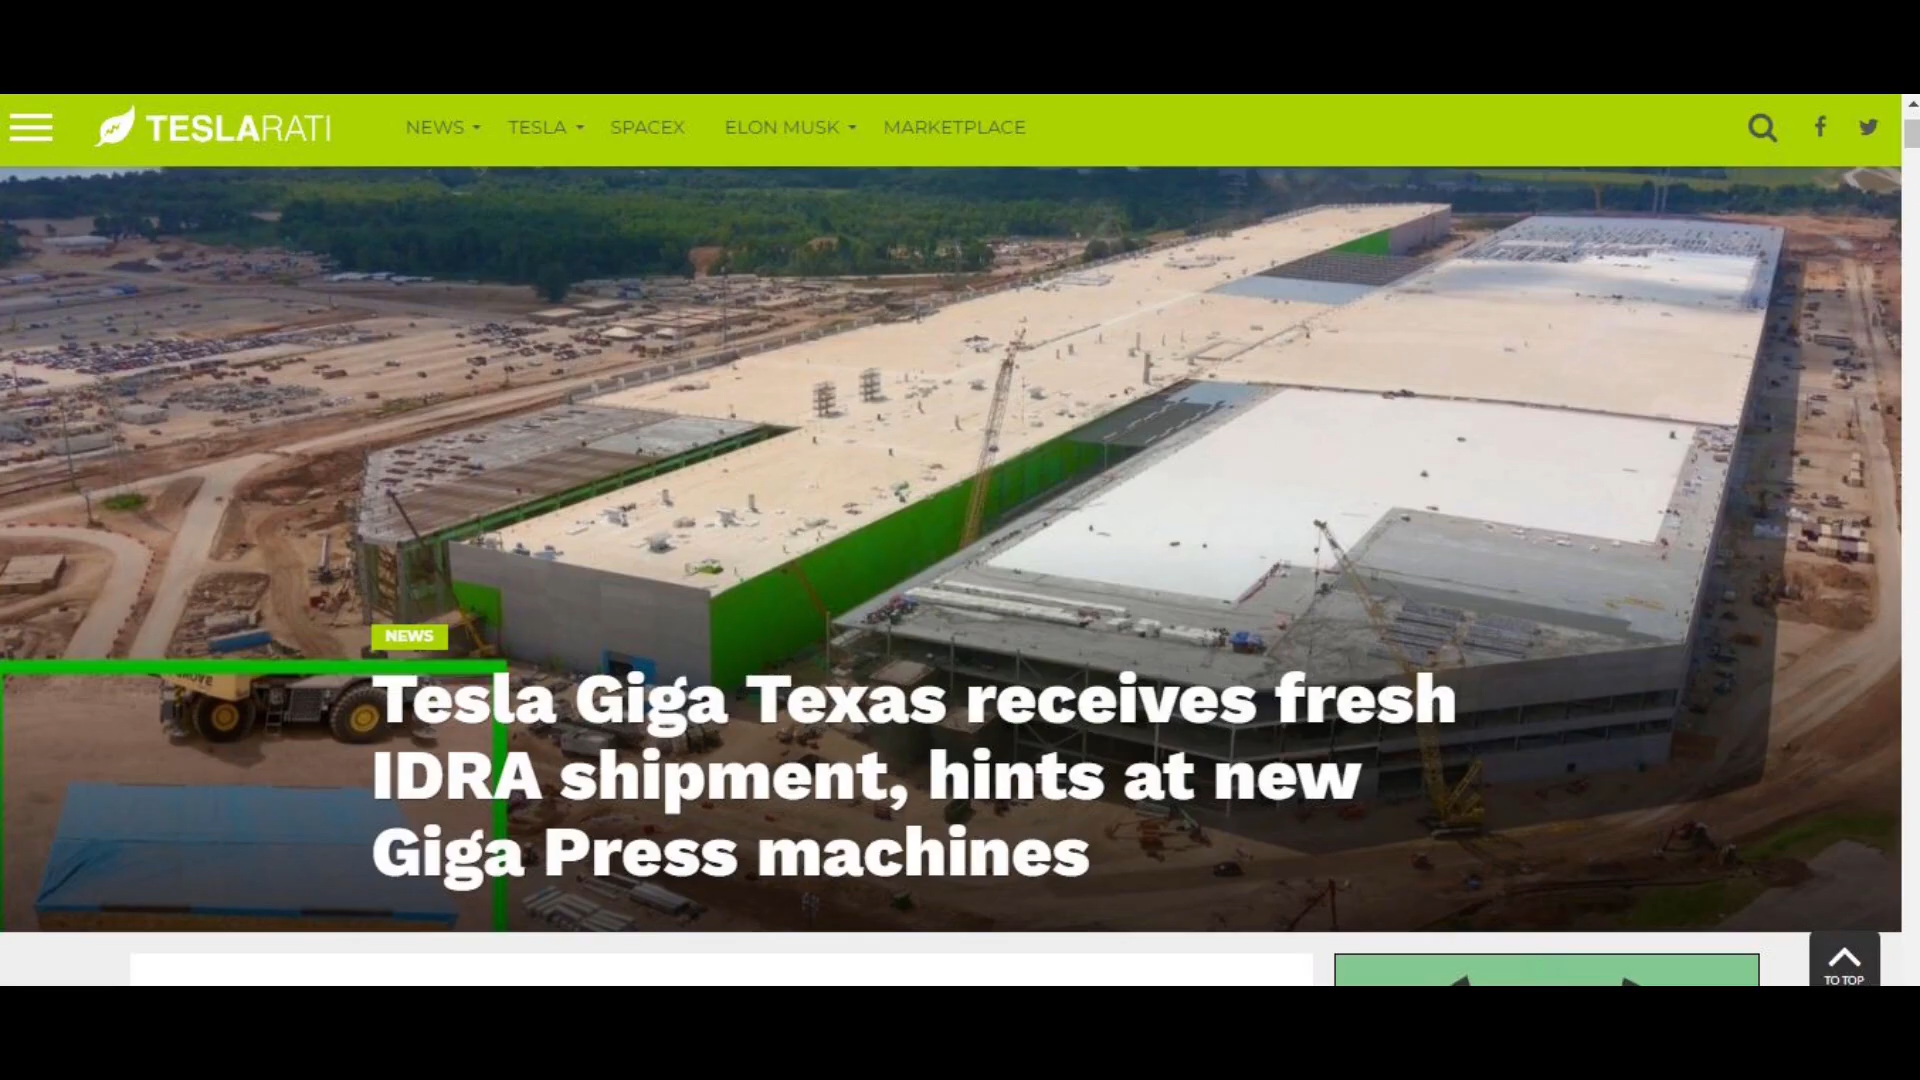 TESLARATI
NEWS TESLA SPACEX ELON MUSK MARKETPLACE
NEWS
Tesla Giga Texas receives fresh
IDRA shipment, hints at new
Giga Press machines
TO TOP